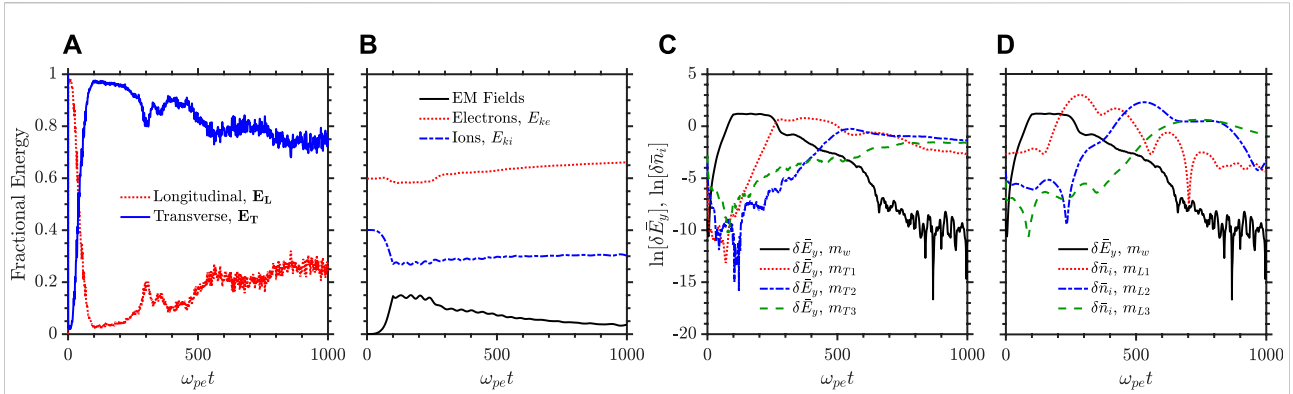 A
B
C
D
Fractional Energy
1
0.8
0.6
0.4
0.2
0
Longitudinal, E_L
Transverse, E_T
0
500
1000
ω_pe t
EM Fields
Electrons, E_ke
Ions, E_ki
0
500
1000
ω_pe t
ln[δĒ_y], ln[δn̄_i]
5
0
-5
-10
-15
-20
δĒ_y, m_w
δĒ_y, m_T1
δĒ_y, m_T2
δĒ_y, m_T3
0
500
1000
ω_pe t
δĒ_y, m_w
δn̄_i, m_L1
δn̄_i, m_L2
δn̄_i, m_L3
0
500
1000
ω_pe t